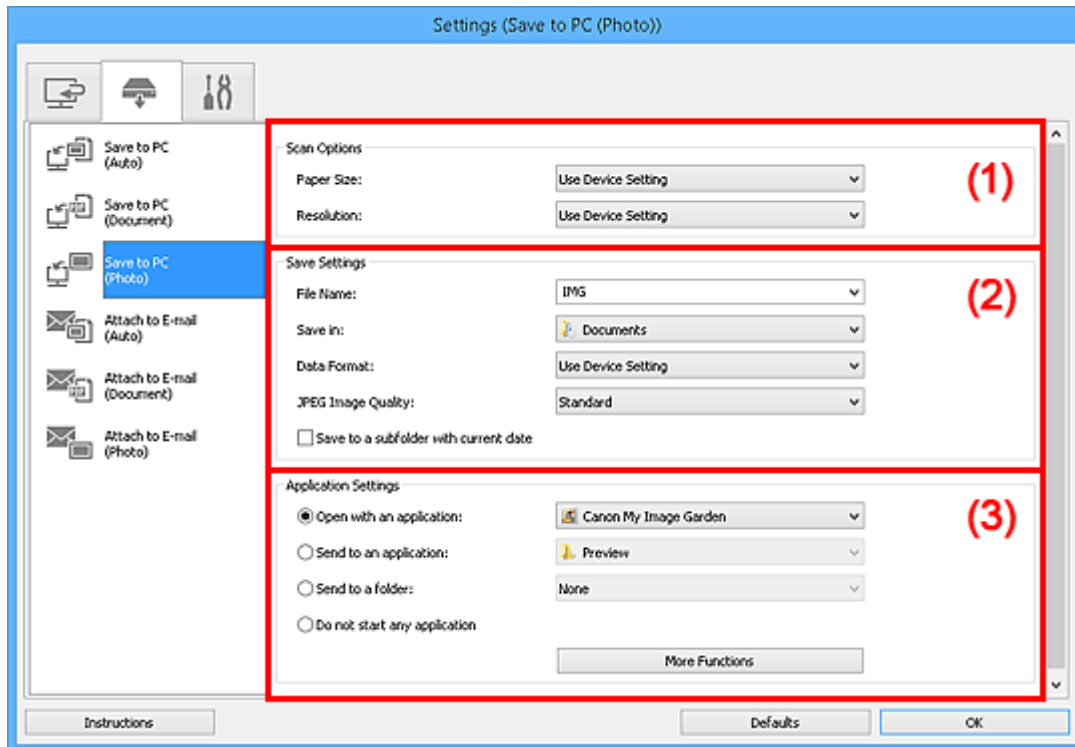 Settings (Save to PC (Photo))
Save to PC
(Auto)
Save to PC
(Document)
Save to PC
(Photo)
Attach to E-mail
(Auto)
Attach to E-mail
(Document)
Attach to E-mail
(Photo)
Scan Options
(1)
Paper Size: Use Device Setting
Resolution: Use Device Setting
Save Settings
(2)
File Name: IMG
Save in: Documents
Data Format: Use Device Setting
JPEG Image Quality: Standard
Save to a subfolder with current date
Application Settings
(3)
Open with an application: Canon My Image Garden
Send to an application: Preview
Send to a folder: None
Do not start any application
More Functions
Instructions Defaults OK